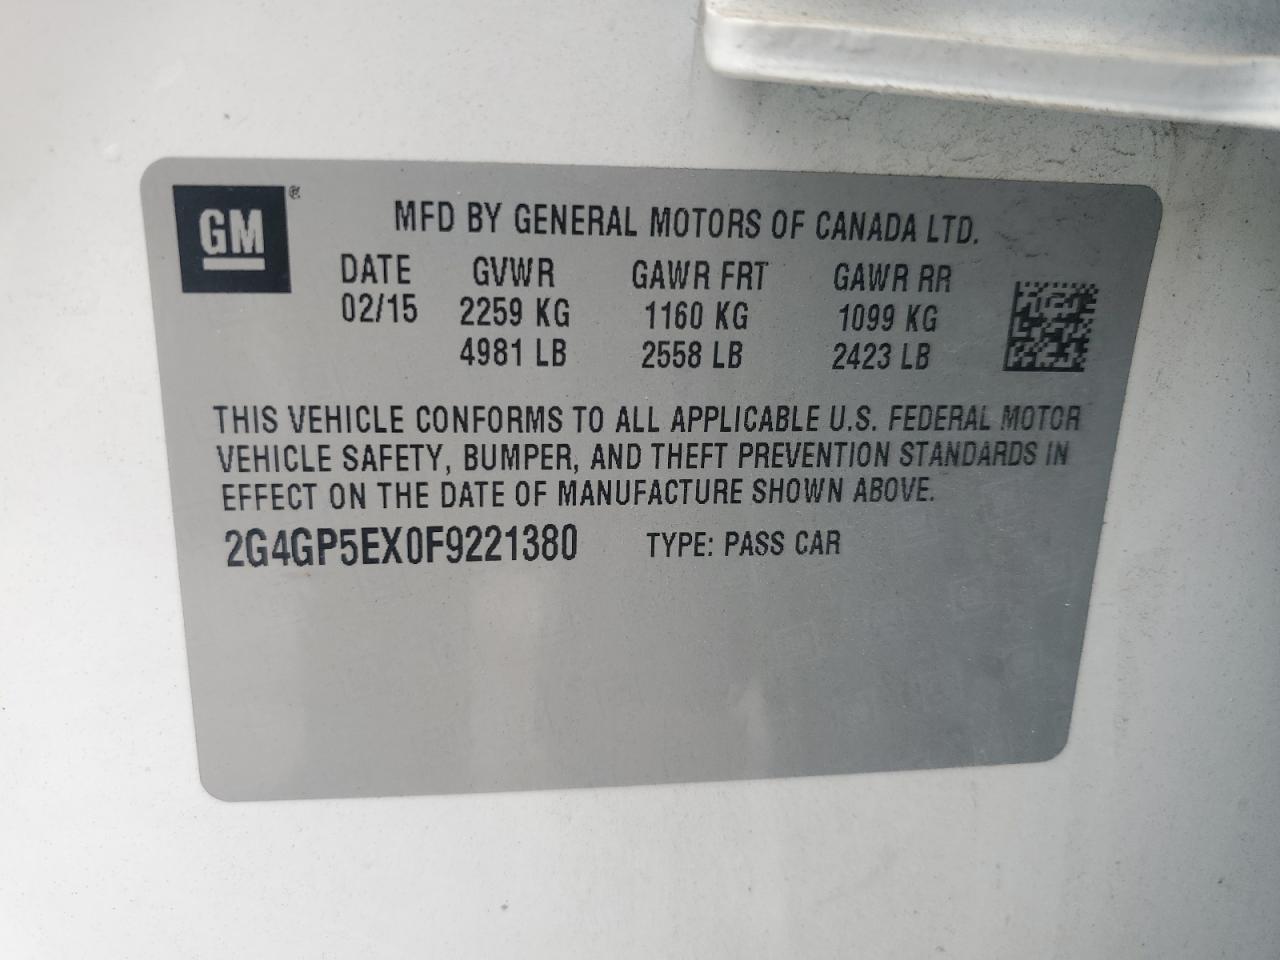 GM ®
MFD BY GENERAL MOTORS OF CANADA LTD.
DATE GVWR GAWR FRT GAWR RR
02/15 2259 KG 1160 KG 1099 KG
4981 LB 2558 LB 2423 LB
THIS VEHICLE CONFORMS TO ALL APPLICABLE U.S. FEDERAL MOTOR
VEHICLE SAFETY, BUMPER, AND THEFT PREVENTION STANDARDS IN
EFFECT ON THE DATE OF MANUFACTURE SHOWN ABOVE.
2G4GP5EX0F9221380 TYPE: PASS CAR